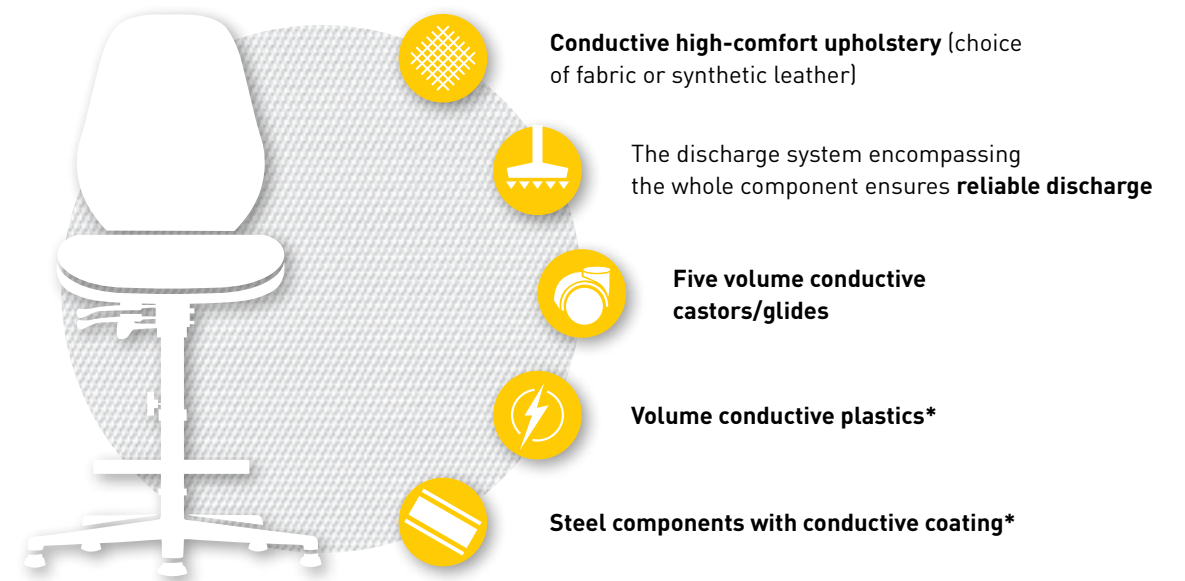 Conductive high-comfort upholstery (choice
of fabric or synthetic leather)
The discharge system encompassing
the whole component ensures reliable discharge
Five volume conductive
castors/glides
Volume conductive plastics*
Steel components with conductive coating*